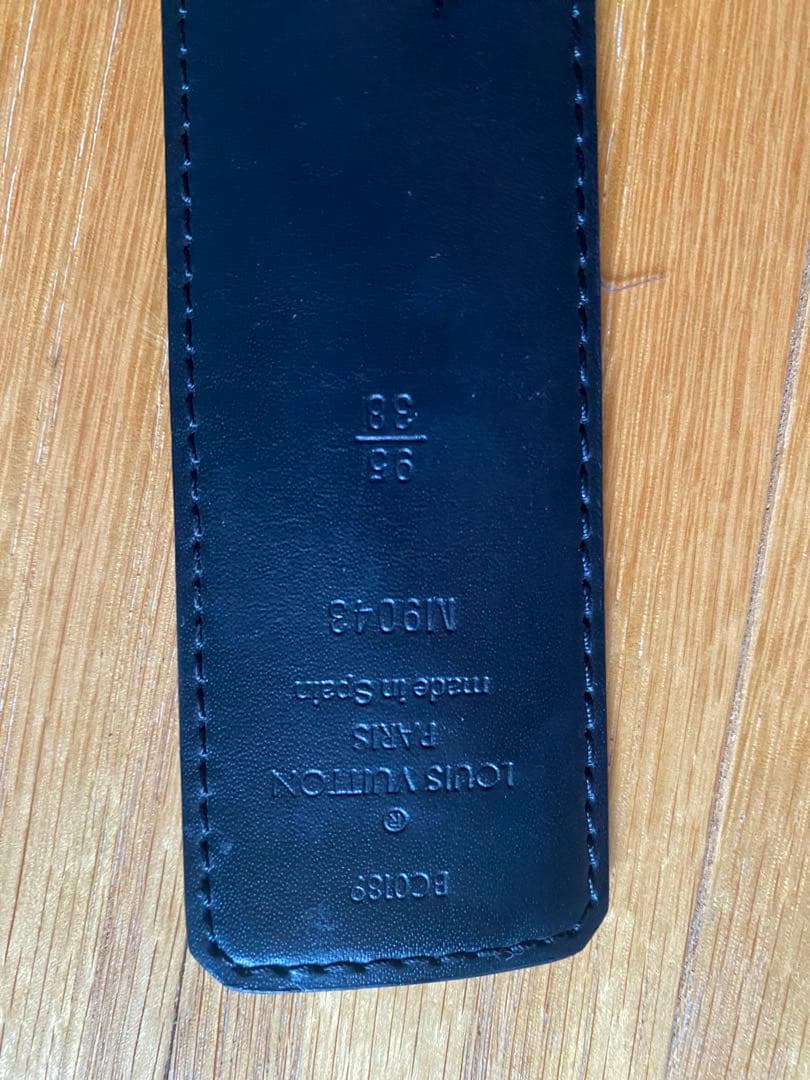 BC0189
®
LOUIS VUITTON
PARIS
made in Spain
M9043
95
38